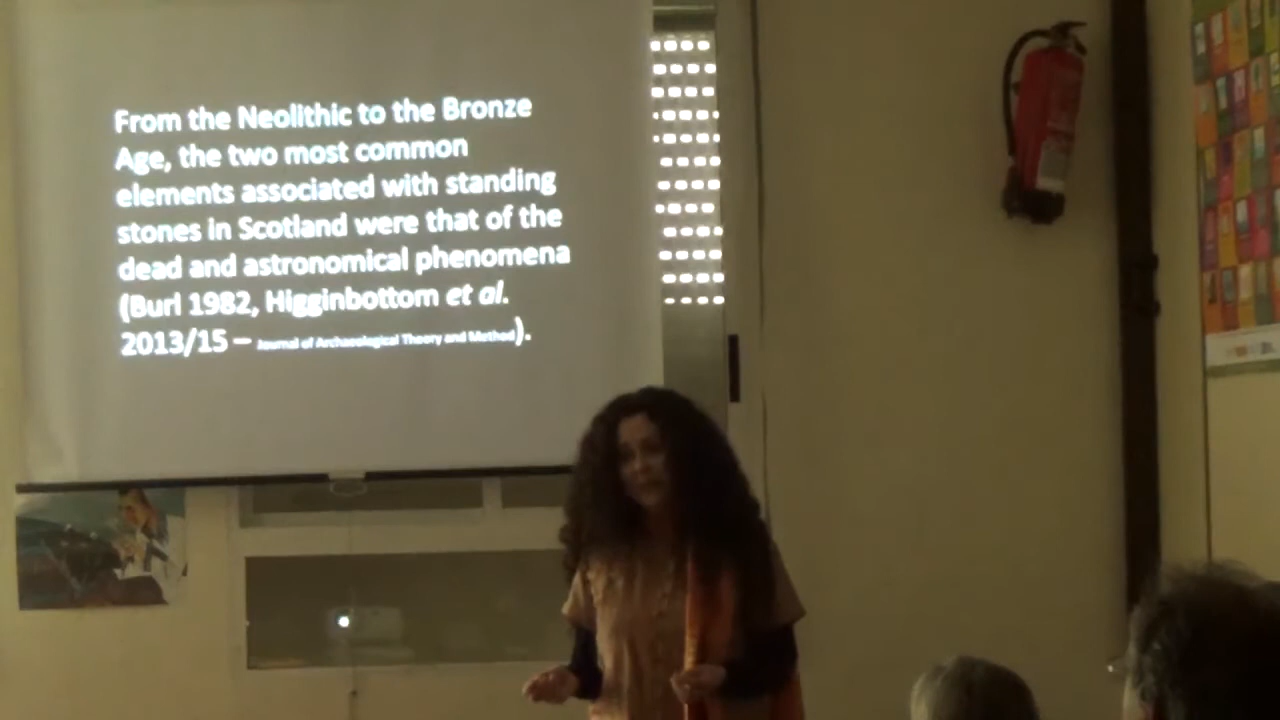 From the Neolithic to the Bronze
Age, the two most common
elements associated with standing
stones in Scotland were that of the
dead and astronomical phenomena
(Burl 1982, Higginbottom et al.
2013/15 – Journal of Archaeological Theory and Method).